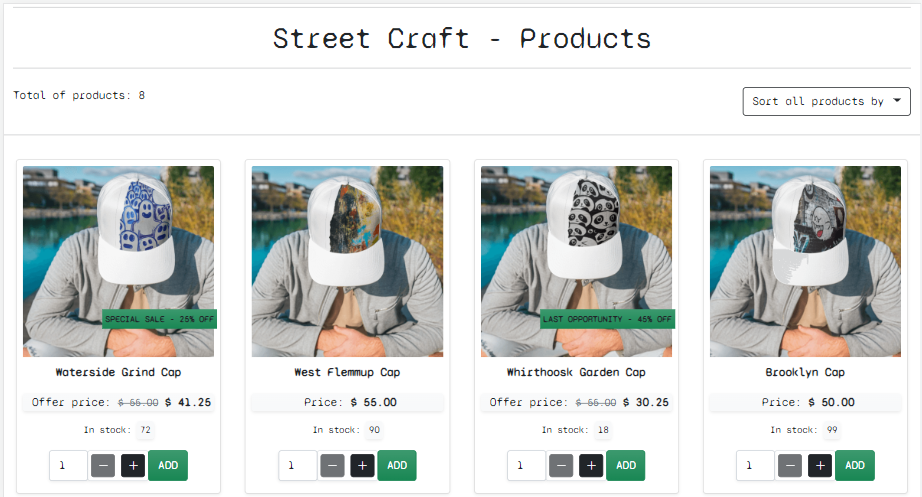 Street Craft - Products
Total of products: 8
Sort all products by
SPECIAL SALE - 25% OFF
LAST OPPORTUNITY - 45% OFF
Waterside Grind Cap
West Flemmup Cap
Whirthoosk Garden Cap
Brooklyn Cap
Offer price: $ 55.00 $ 41.25
Price: $ 55.00
Offer price: $ 55.00 $ 30.25
Price: $ 50.00
In stock: 72
In stock: 90
In stock: 18
In stock: 99
1 − + ADD
1 − + ADD
1 − + ADD
1 − + ADD